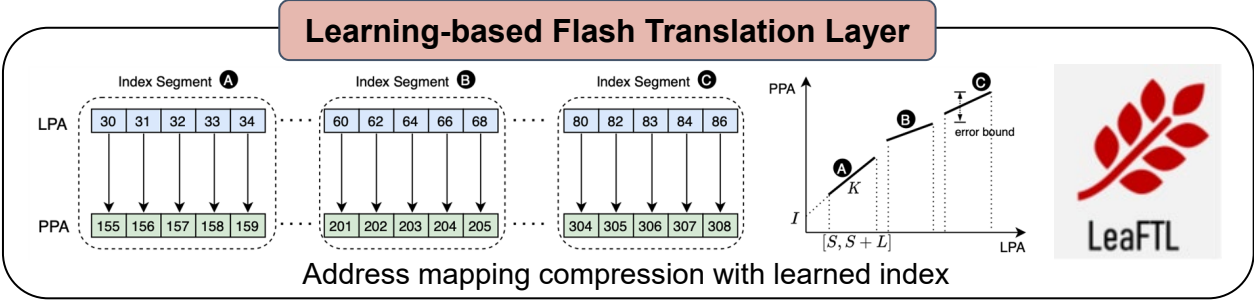 Learning-based Flash Translation Layer
Index Segment A
Index Segment B
Index Segment C
LPA
30 31 32 33 34
60 62 64 66 68
80 82 83 84 86
PPA
155 156 157 158 159
201 202 203 204 205
304 305 306 307 308
PPA
C
B
error bound
A
K
I
[S, S + L]
LPA
LeaFTL
Address mapping compression with learned index